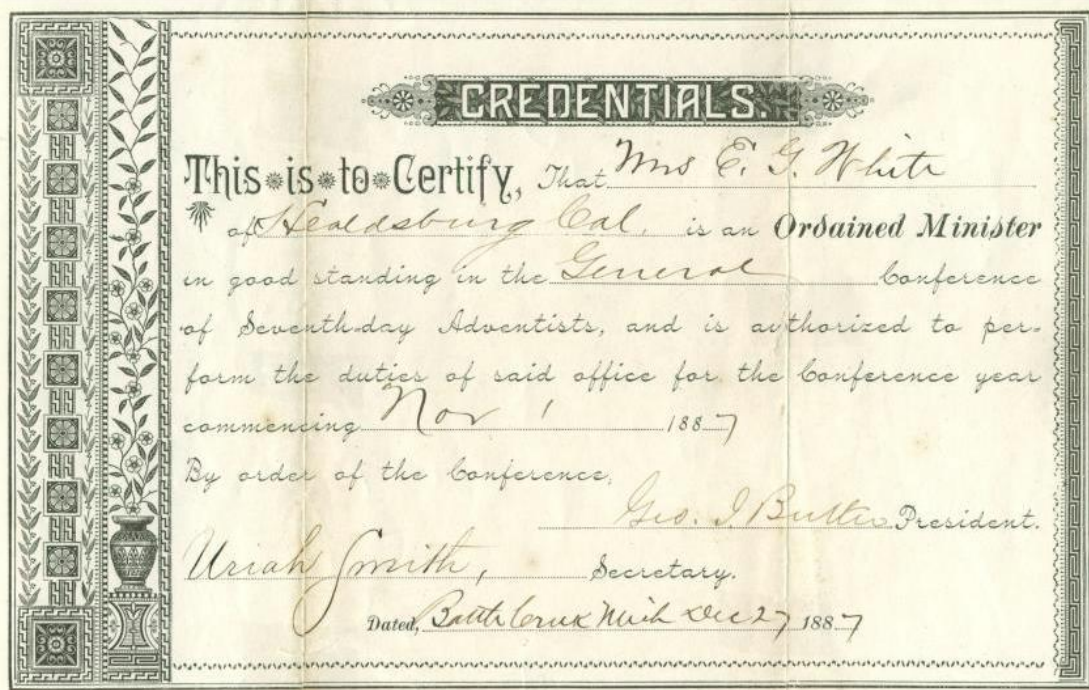 CREDENTIALS.
This is to Certify, That Mrs E. G. White
of Healdsburg Cal. is an Ordained Minister
in good standing in the General Conference
of Seventh-day Adventists, and is authorized to per-
form the duties of said office for the Conference year
commencing Nov 1 1887
By order of the Conference,
Geo. I. Butler President.
Uriah Smith, Secretary.
Dated, Battle Creek Mich Dec 27 1887